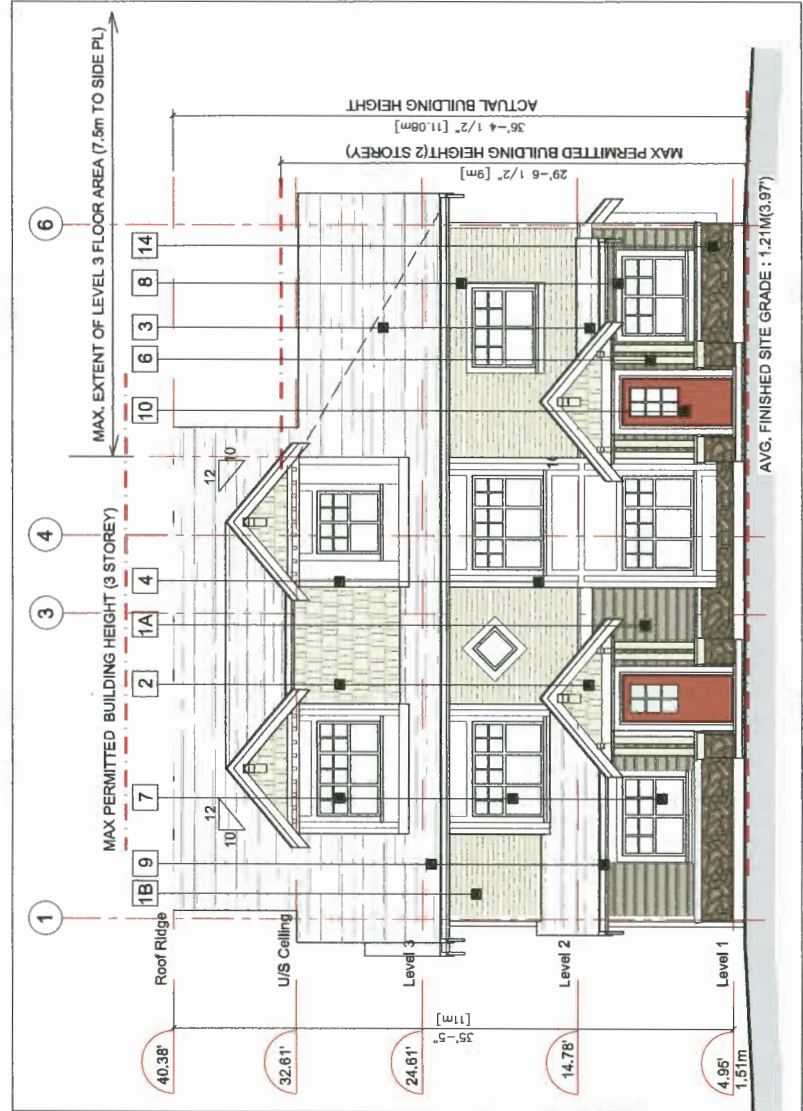 MAX. EXTENT OF LEVEL 3 FLOOR AREA (7.5m TO SIDE PL)
MAX PERMITTED BUILDING HEIGHT (3 STOREY)
1
3
4
6
1B
9
7
2
1A
4
10
6
3
8
14
40.38'
Roof Ridge
32.61'
U/S Ceiling
24.61'
Level 3
14.78'
Level 2
4.95'
1.51m
Level 1
35'-5"
[11m]
12
10
12
10
29'-6 1/2" [9m]
MAX PERMITTED BUILDING HEIGHT(2 STOREY)
36'-4 1/2" [11.08m]
ACTUAL BUILDING HEIGHT
AVG. FINISHED SITE GRADE : 1.21M(3.97')